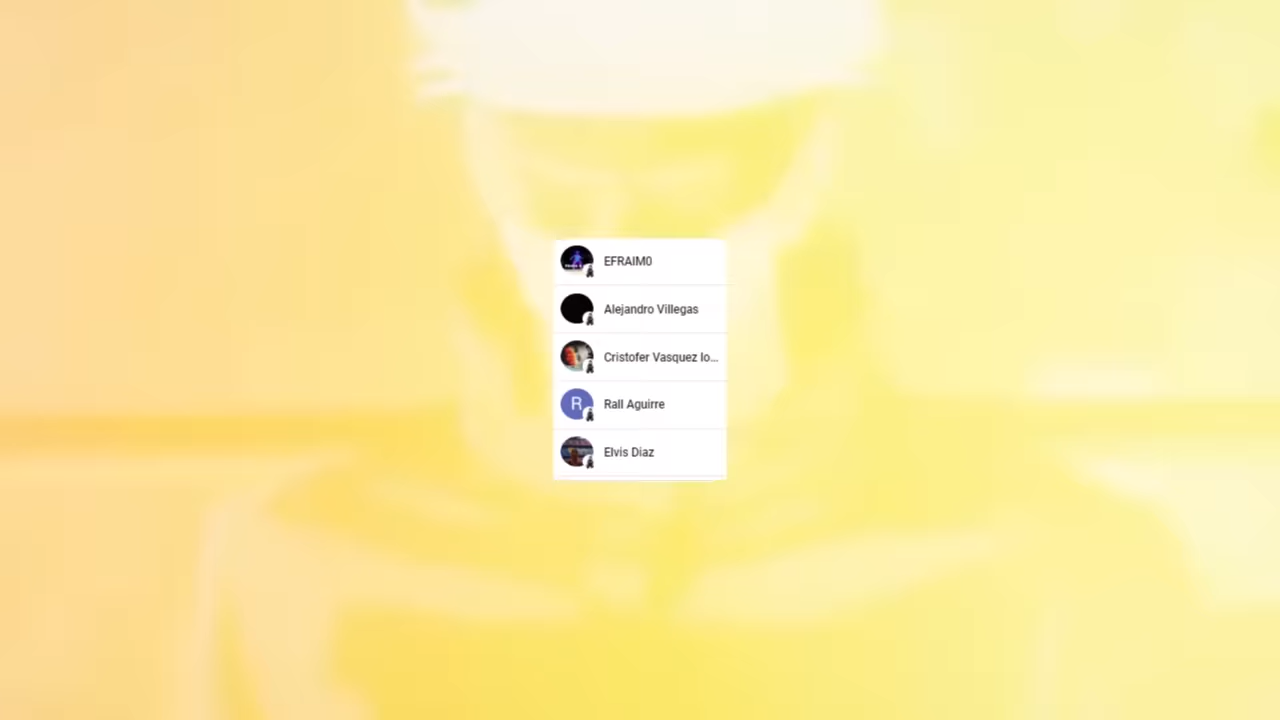 EFRAIM0
Alejandro Villegas
Cristofer Vasquez lo...
R
Rall Aguirre
Elvis Diaz